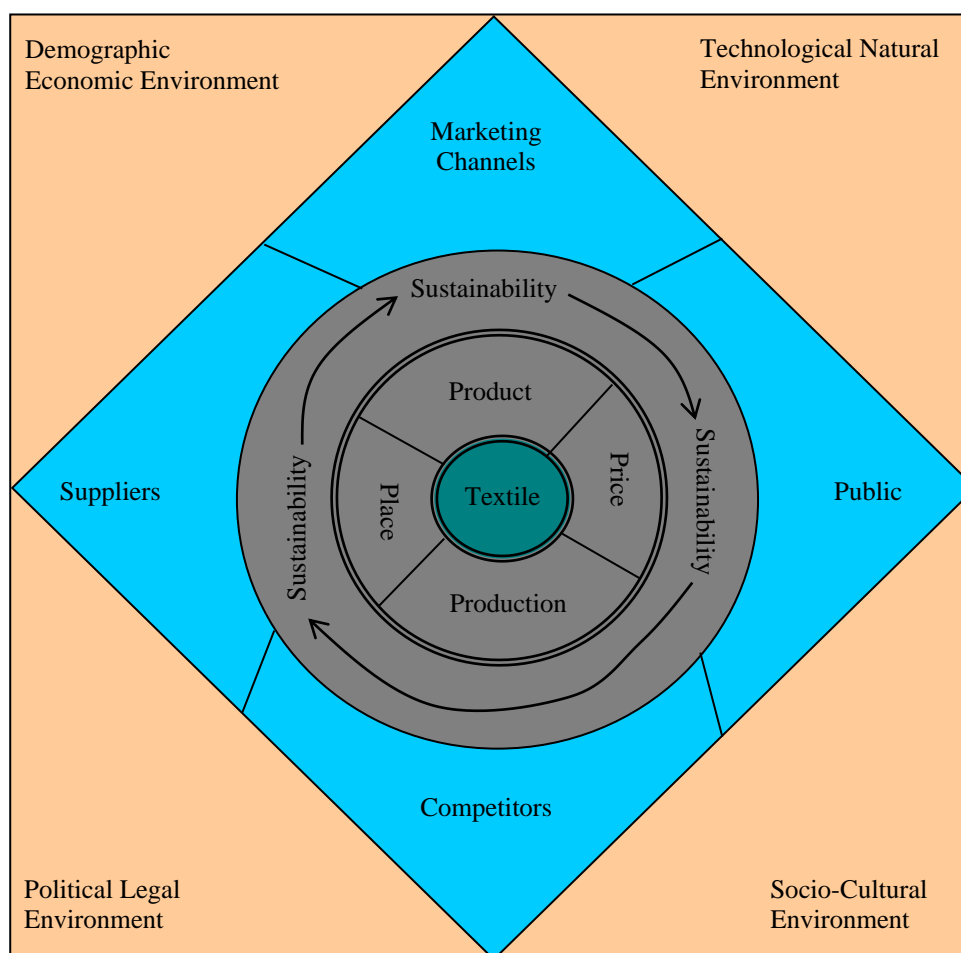 Demographic
Economic Environment
Technological Natural
Environment
Marketing
Channels
Sustainability
Product
Suppliers
Sustainability
Place
Textile
Price
Sustainability
Public
Production
Competitors
Political Legal
Environment
Socio-Cultural
Environment